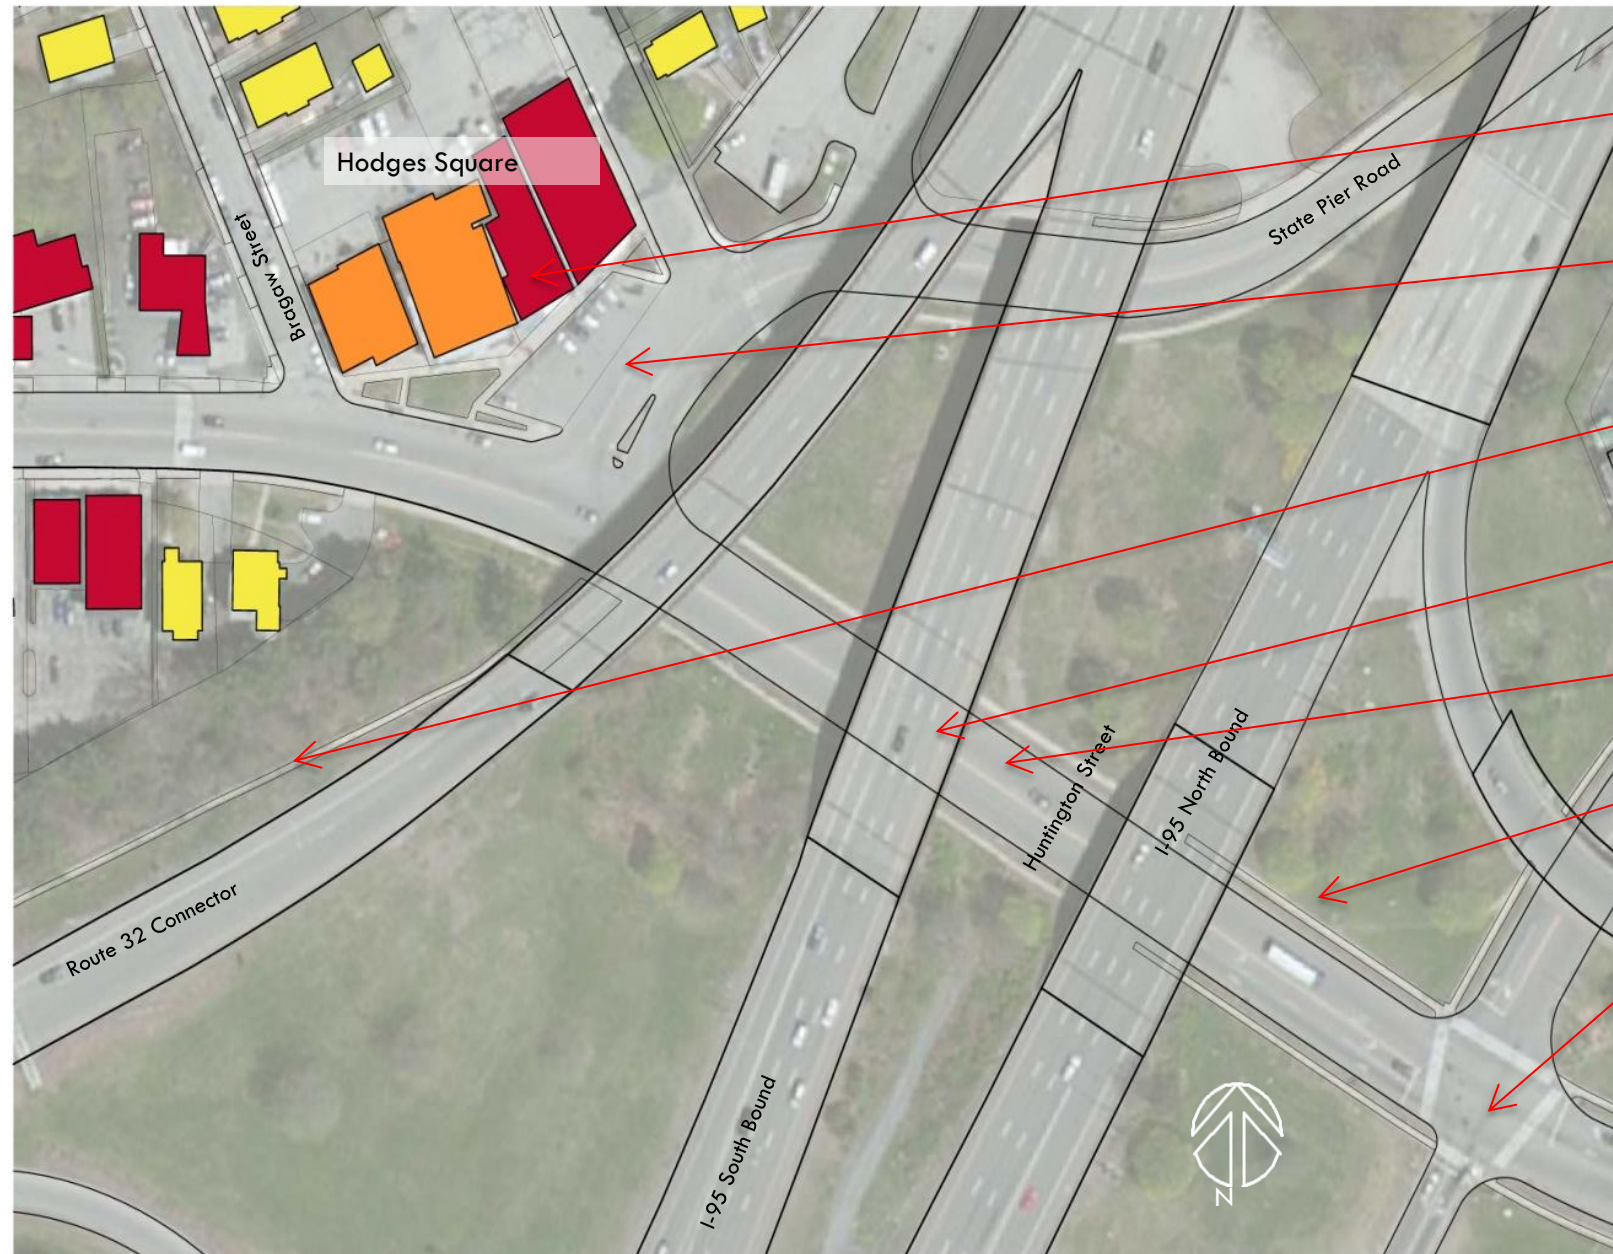 Hodges Square
State Pier Road
Bragaw Street
Huntington Street
I-95 North Bound
Route 32 Connector
I-95 South Bound
N